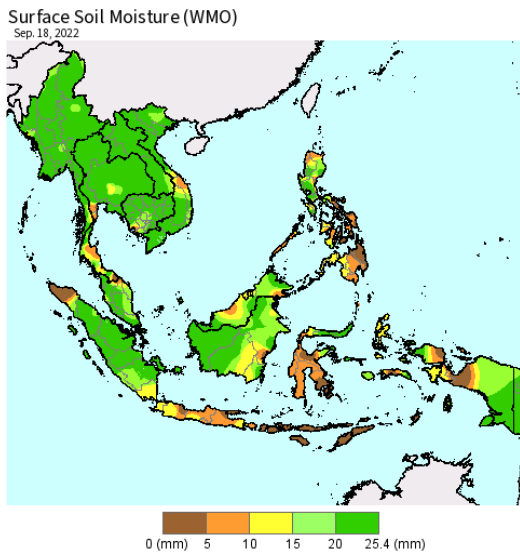 Surface Soil Moisture (WMO)
Sep. 18, 2022
0 (mm) 5 10 15 20 25.4 (mm)